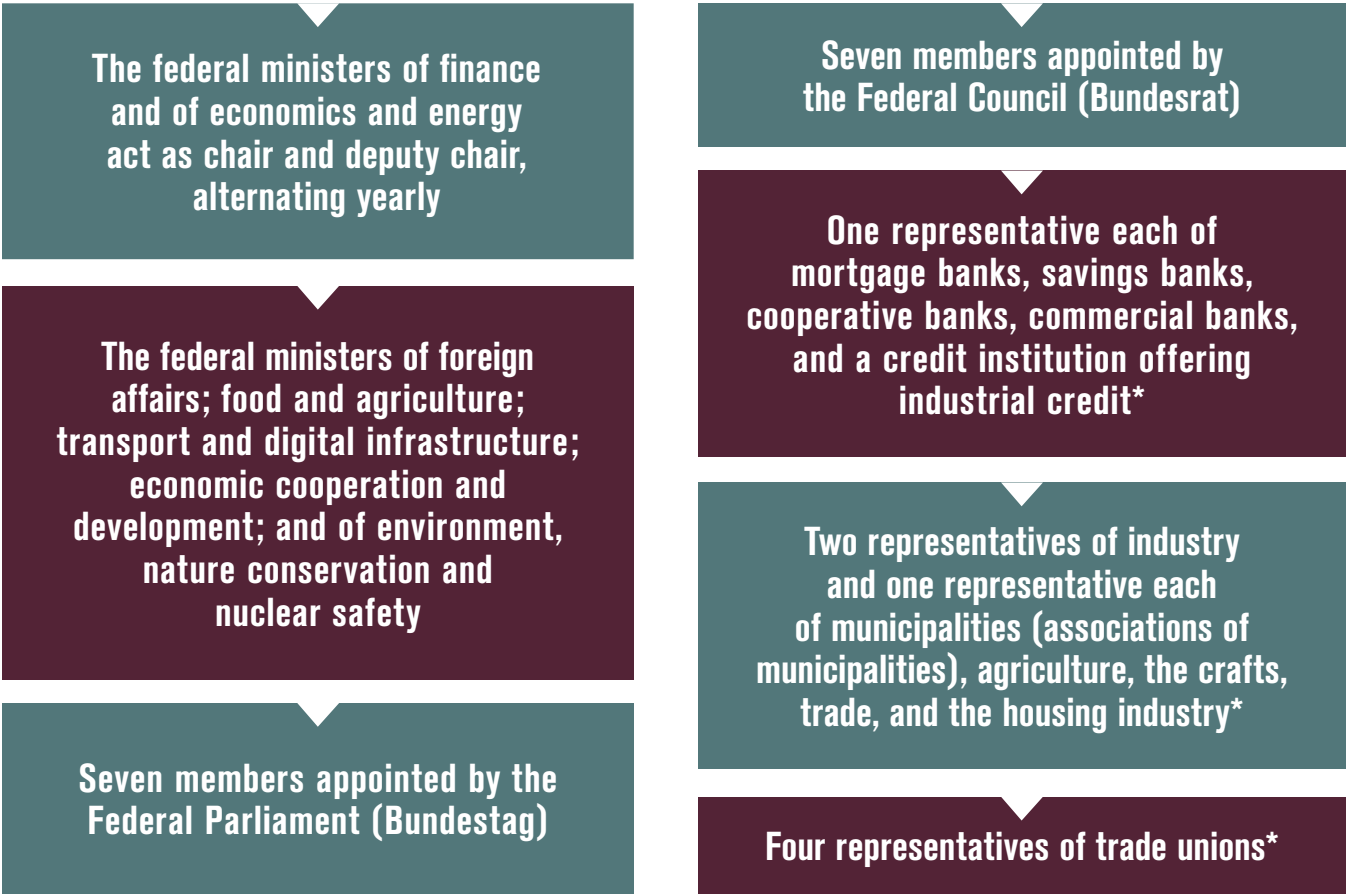 The federal ministers of finance
and of economics and energy
act as chair and deputy chair,
alternating yearly
The federal ministers of foreign
affairs; food and agriculture;
transport and digital infrastructure;
economic cooperation and
development; and of environment,
nature conservation and
nuclear safety
Seven members appointed by the
Federal Parliament (Bundestag)
Seven members appointed by
the Federal Council (Bundesrat)
One representative each of
mortgage banks, savings banks,
cooperative banks, commercial banks,
and a credit institution offering
industrial credit*
Two representatives of industry
and one representative each
of municipalities (associations of
municipalities), agriculture, the crafts,
trade, and the housing industry*
Four representatives of trade unions*